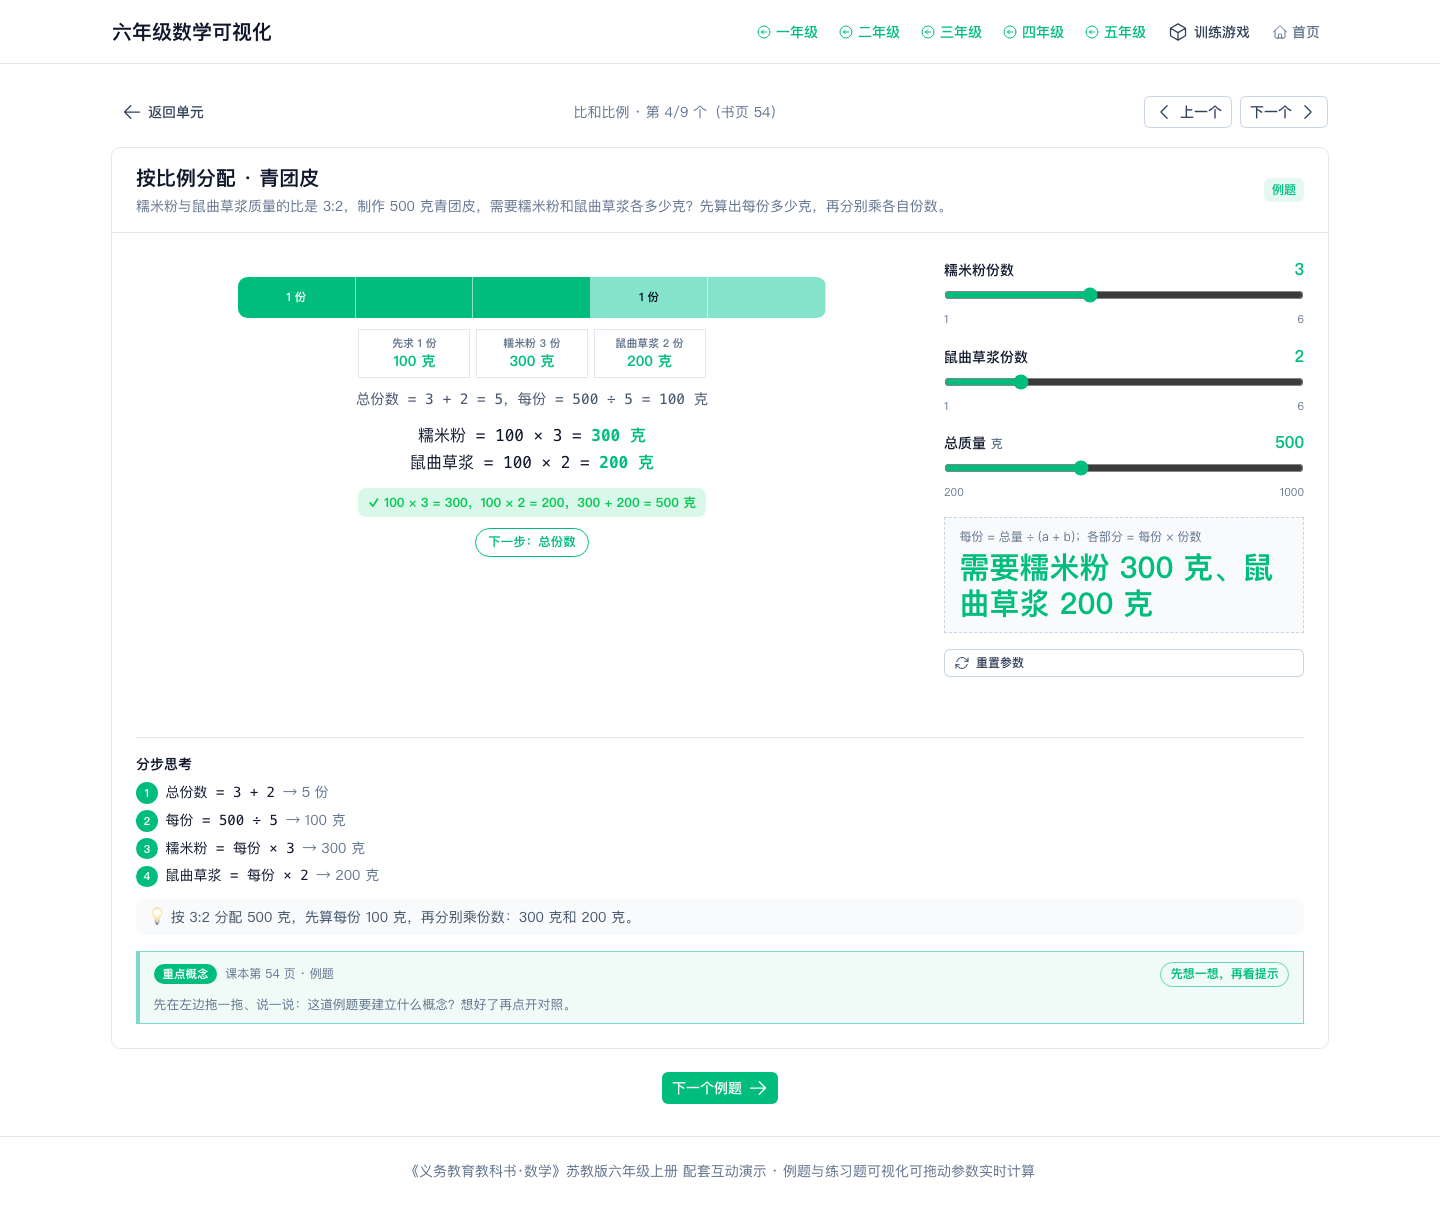 六年级数学可视化
一年级 二年级 三年级 四年级 五年级 训练游戏 首页
返回单元 比和比例 · 第 4/9 个（书页 54） 上一个 下一个
按比例分配 · 青团皮
糯米粉与鼠曲草浆质量的比是 3:2，制作 500 克青团皮，需要糯米粉和鼠曲草浆各多少克？先算出每份多少克，再分别乘各自份数。
例题
1 份 1 份
先求 1 份 糯米粉 3 份 鼠曲草浆 2 份
100 克 300 克 200 克
总份数 = 3 + 2 = 5，每份 = 500 ÷ 5 = 100 克
糯米粉 = 100 × 3 = 300 克
鼠曲草浆 = 100 × 2 = 200 克
✓ 100 × 3 = 300，100 × 2 = 200，300 + 200 = 500 克
下一步：总份数
糯米粉份数 3
1 6
鼠曲草浆份数 2
1 6
总质量 克 500
200 1000
每份 = 总量 ÷ (a + b)；各部分 = 每份 × 份数
需要糯米粉 300 克、鼠
曲草浆 200 克
重置参数
分步思考
1 总份数 = 3 + 2 → 5 份
2 每份 = 500 ÷ 5 → 100 克
3 糯米粉 = 每份 × 3 → 300 克
4 鼠曲草浆 = 每份 × 2 → 200 克
💡 按 3:2 分配 500 克，先算每份 100 克，再分别乘份数：300 克和 200 克。
重点概念 课本第 54 页 · 例题 先想一想，再看提示
先在左边拖一拖、说一说：这道例题要建立什么概念？想好了再点开对照。
下一个例题 →
《义务教育教科书·数学》苏教版六年级上册 配套互动演示 · 例题与练习题可视化可拖动参数实时计算